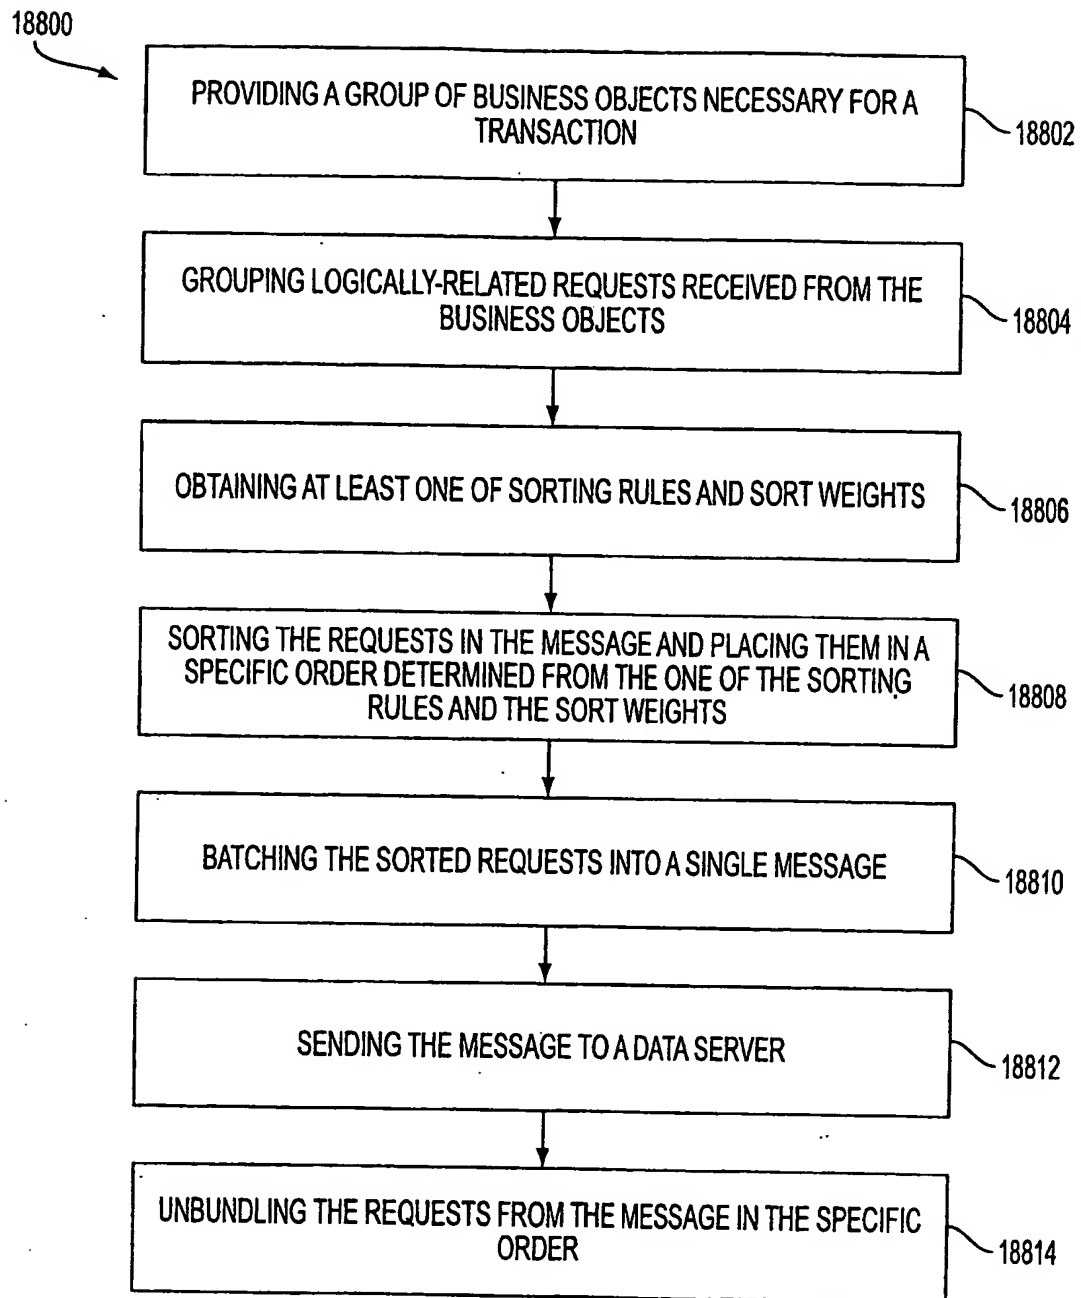 18800
PROVIDING A GROUP OF BUSINESS OBJECTS NECESSARY FOR A
TRANSACTION
18802
GROUPING LOGICALLY-RELATED REQUESTS RECEIVED FROM THE
BUSINESS OBJECTS
18804
OBTAINING AT LEAST ONE OF SORTING RULES AND SORT WEIGHTS
18806
SORTING THE REQUESTS IN THE MESSAGE AND PLACING THEM IN A
SPECIFIC ORDER DETERMINED FROM THE ONE OF THE SORTING
RULES AND THE SORT WEIGHTS
18808
BATCHING THE SORTED REQUESTS INTO A SINGLE MESSAGE
18810
SENDING THE MESSAGE TO A DATA SERVER
18812
UNBUNDLING THE REQUESTS FROM THE MESSAGE IN THE SPECIFIC
ORDER
18814